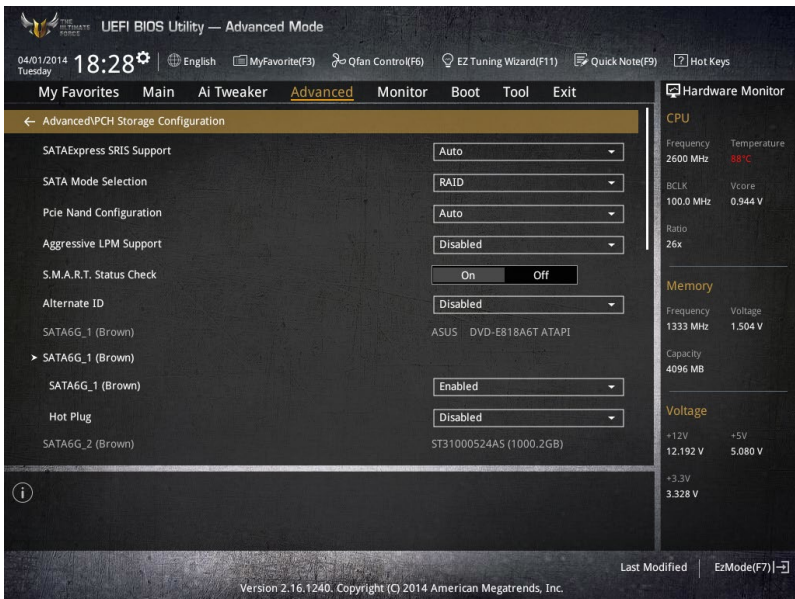 THE ULTIMATE FORCE
UEFI BIOS Utility — Advanced Mode
04/01/2014 Tuesday 18:28 English MyFavorite(F3) Qfan Control(F6) EZ Tuning Wizard(F11) Quick Note(F9) ? Hot Keys
My Favorites Main Ai Tweaker Advanced Monitor Boot Tool Exit
← Advanced\PCH Storage Configuration
SATAExpress SRIS Support Auto
SATA Mode Selection RAID
Pcie Nand Configuration Auto
Aggressive LPM Support Disabled
S.M.A.R.T. Status Check On Off
Alternate ID Disabled
SATA6G_1 (Brown) ASUS DVD-E818A6T ATAPI
> SATA6G_1 (Brown)
SATA6G_1 (Brown) Enabled
Hot Plug Disabled
SATA6G_2 (Brown) ST31000524AS (1000.2GB)
Hardware Monitor
CPU
Frequency Temperature
2600 MHz 88°C
BCLK Vcore
100.0 MHz 0.944 V
Ratio
26x
Memory
Frequency Voltage
1333 MHz 1.504 V
Capacity
4096 MB
Voltage
+12V +5V
12.192 V 5.080 V
+3.3V
3.328 V
i
Last Modified EzMode(F7)
Version 2.16.1240. Copyright (C) 2014 American Megatrends, Inc.